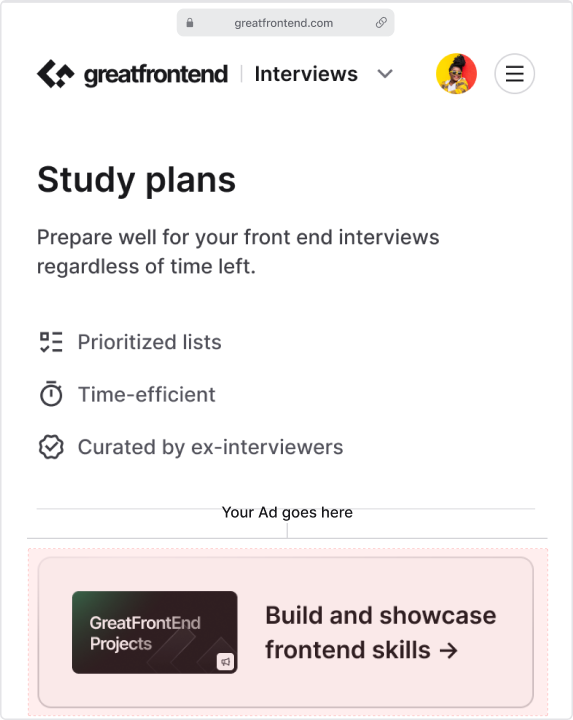 greatfrontend.com
greatfrontend Interviews
Study plans
Prepare well for your front end interviews
regardless of time left.
Prioritized lists
Time-efficient
Curated by ex-interviewers
Your Ad goes here
GreatFrontEnd
Projects
Build and showcase
frontend skills →